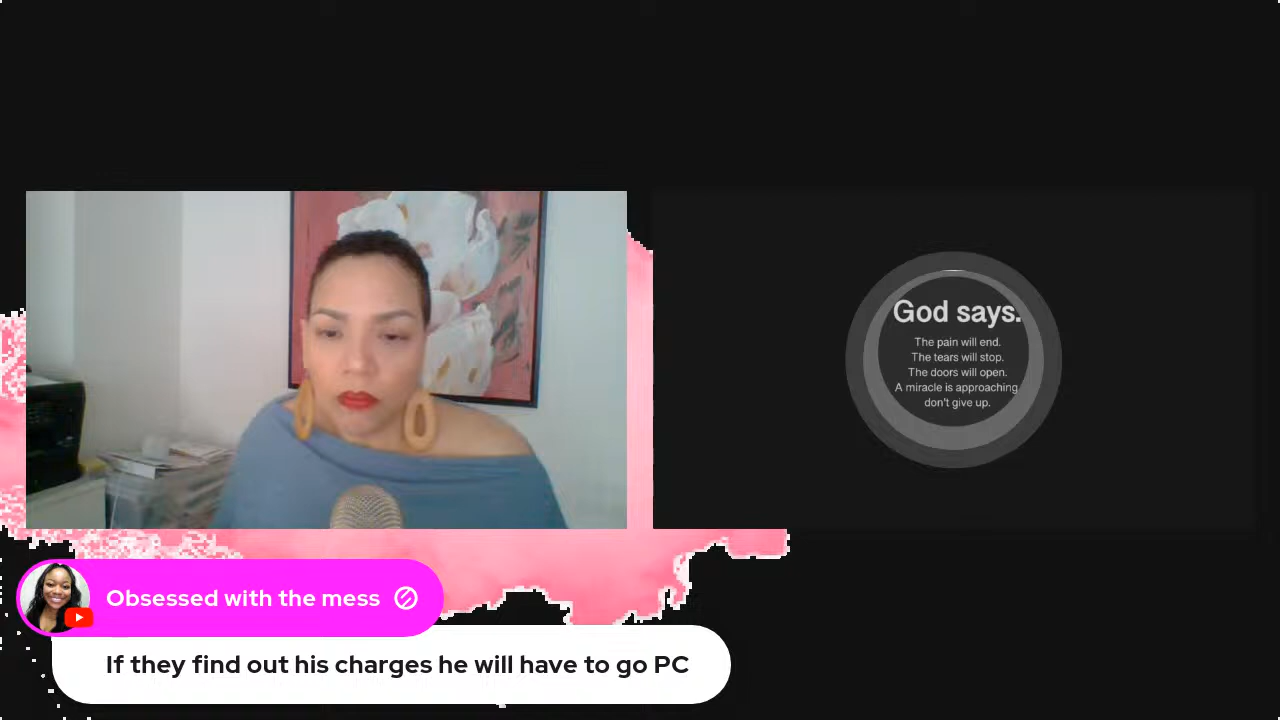 God says.
The pain will end.
The tears will stop.
The doors will open.
A miracle is approaching
don't give up.
Obsessed with the mess
If they find out his charges he will have to go PC